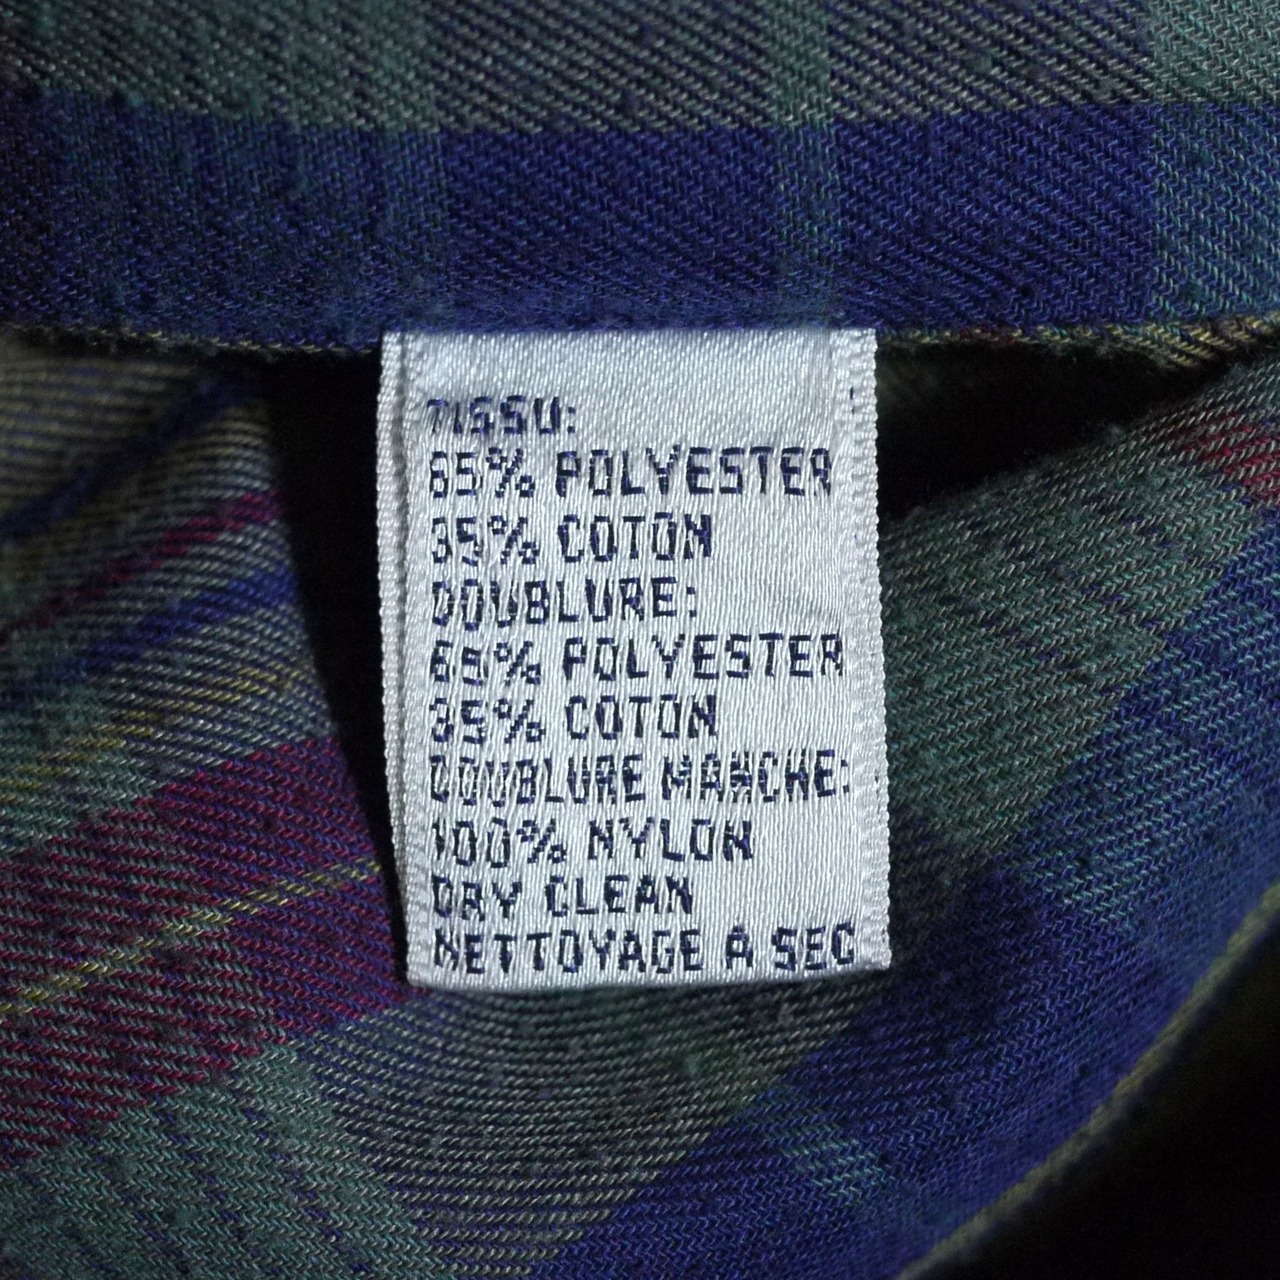 TISSU:
65% POLYESTER
35% COTON
DOUBLURE:
65% POLYESTER
35% COTON
DOUBLURE MANCHE:
100% NYLON
DRY CLEAN
NETTOYAGE A SEC